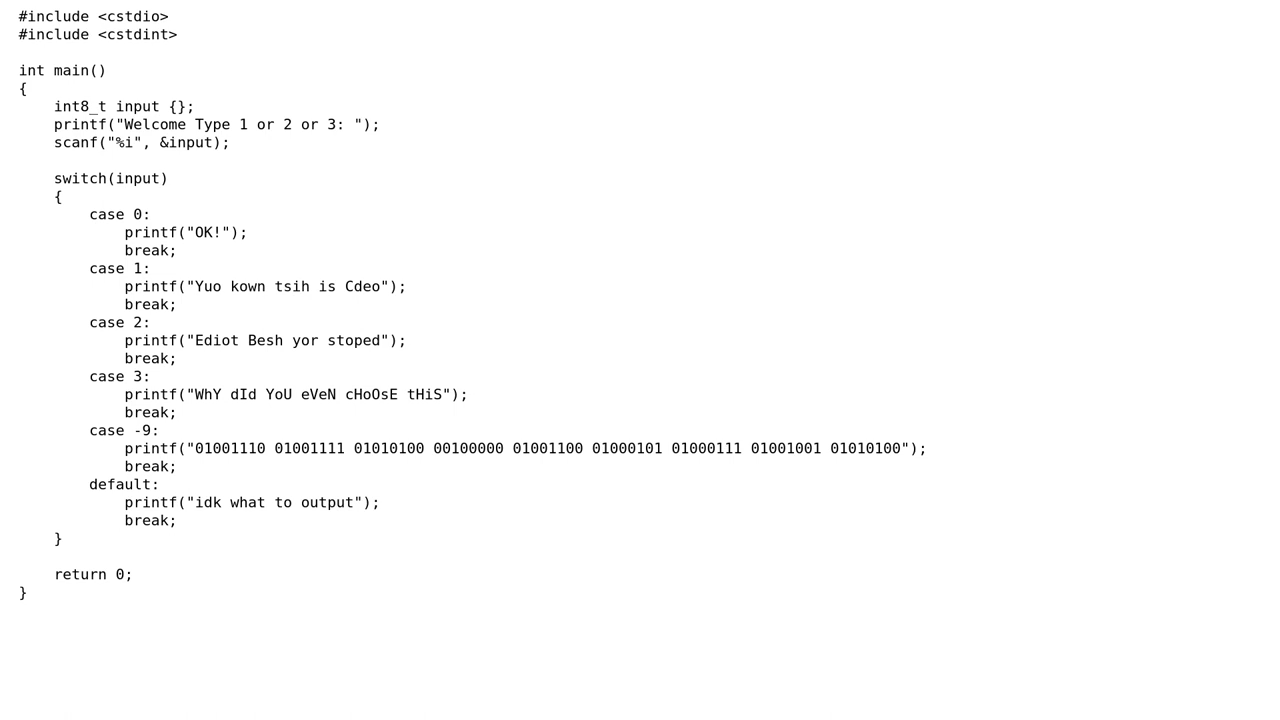 #include <cstdio>
#include <cstdint>
int main()
{
    int8_t input {};
    printf("Welcome Type 1 or 2 or 3: ");
    scanf("%i", &input);
    switch(input)
    {
        case 0:
            printf("OK!");
            break;
        case 1:
            printf("Yuo kown tsih is Cdeo");
            break;
        case 2:
            printf("Ediot Besh yor stoped");
            break;
        case 3:
            printf("WhY dId YoU eVeN cHoOsE tHiS");
            break;
        case -9:
            printf("01001110 01001111 01010100 00100000 01001100 01000101 01000111 01001001 01010100");
            break;
        default:
            printf("idk what to output");
            break;
    }
    return 0;
}